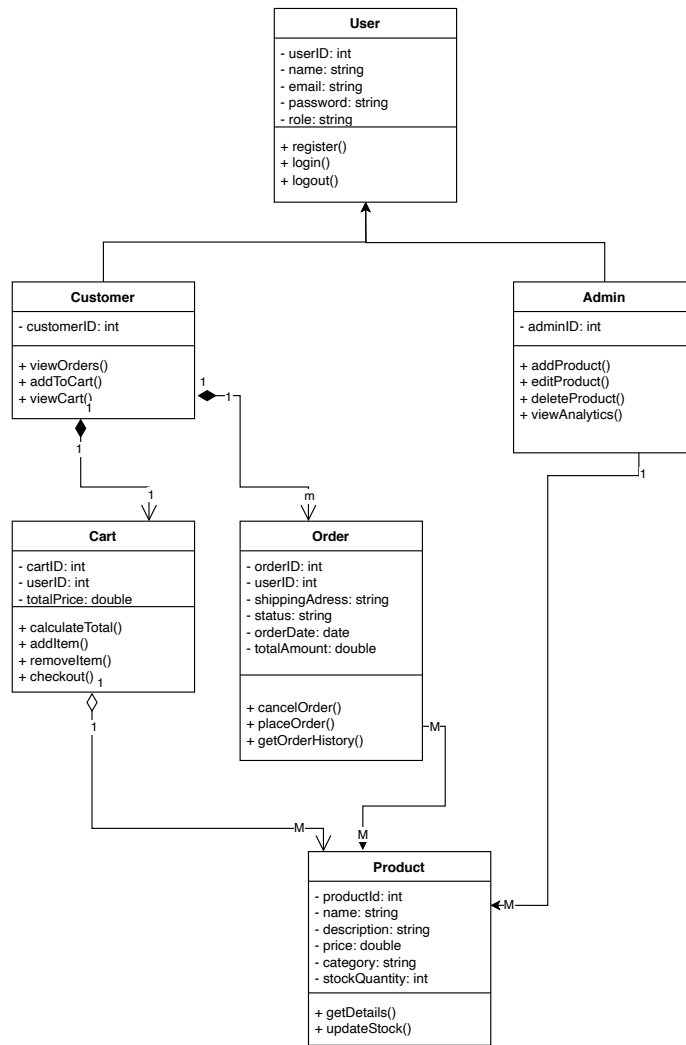 User
- userID: int
- name: string
- email: string
- password: string
- role: string
+ register()
+ login()
+ logout()
Customer
- customerID: int
+ viewOrders()
+ addToCart()
+ viewCart()
1
1
1
1
1
m
Admin
- adminID: int
+ addProduct()
+ editProduct()
+ deleteProduct()
+ viewAnalytics()
1
Cart
- cartID: int
- userID: int
- totalPrice: double
+ calculateTotal()
+ addItem()
+ removeItem()
+ checkout()
1
1
M
Order
- orderID: int
- userID: int
- shippingAdress: string
- status: string
- orderDate: date
- totalAmount: double
+ cancelOrder()
+ placeOrder()
+ getOrderHistory()
M
M
Product
- productId: int
- name: string
- description: string
- price: double
- category: string
- stockQuantity: int
+ getDetails()
+ updateStock()
M